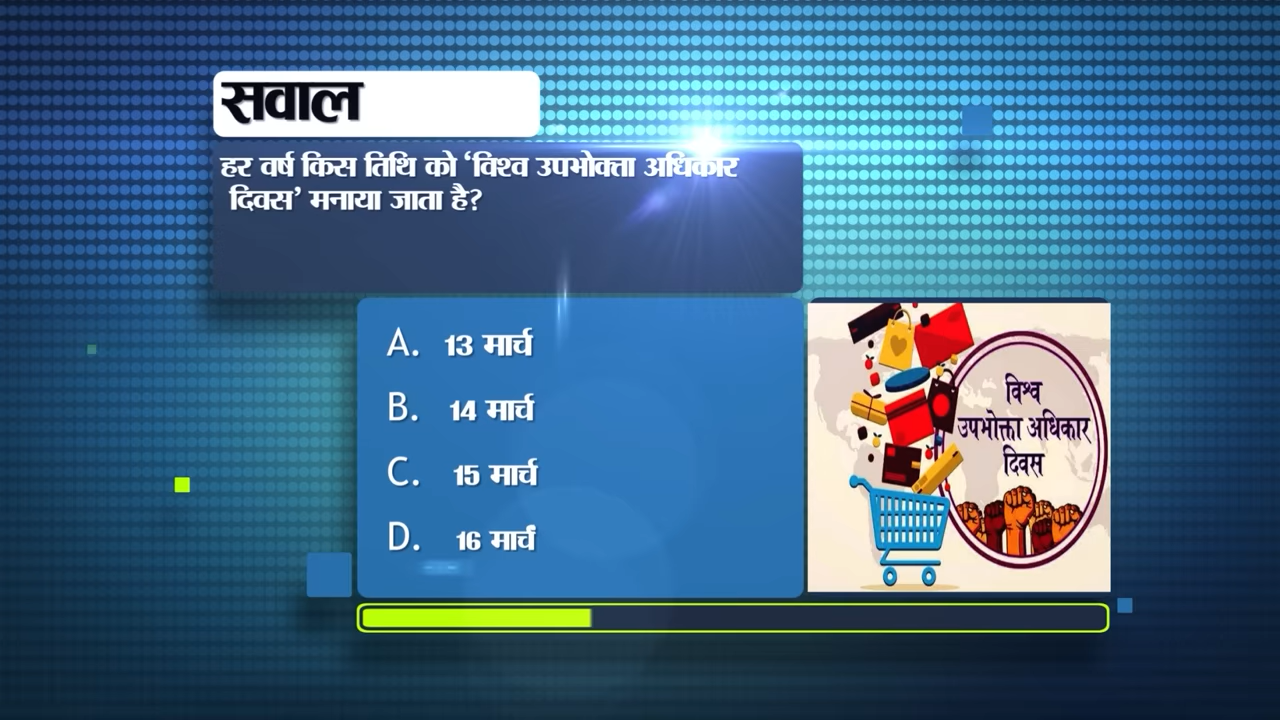 सवाल
हर वर्ष किस तिथि को ‘विश्व उपभोक्ता अधिकार
दिवस’ मनाया जाता है?
A. 13 मार्च
B. 14 मार्च
C. 15 मार्च
D. 16 मार्च
विश्व
उपभोक्ता अधिकार
दिवस